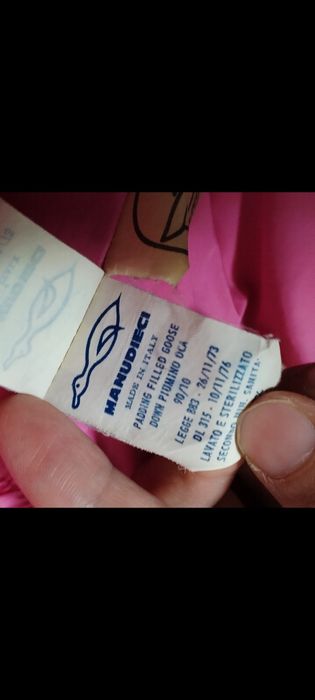 MANUDIECI
MADE IN ITALY
PADDING FILLED GOOSE
DOWN PIUMINO OCA
90/10
LEGGE 883 - 26/11/73
DL 315 - 10/11/76
LAVATO E STERILIZZATO
SECONDO